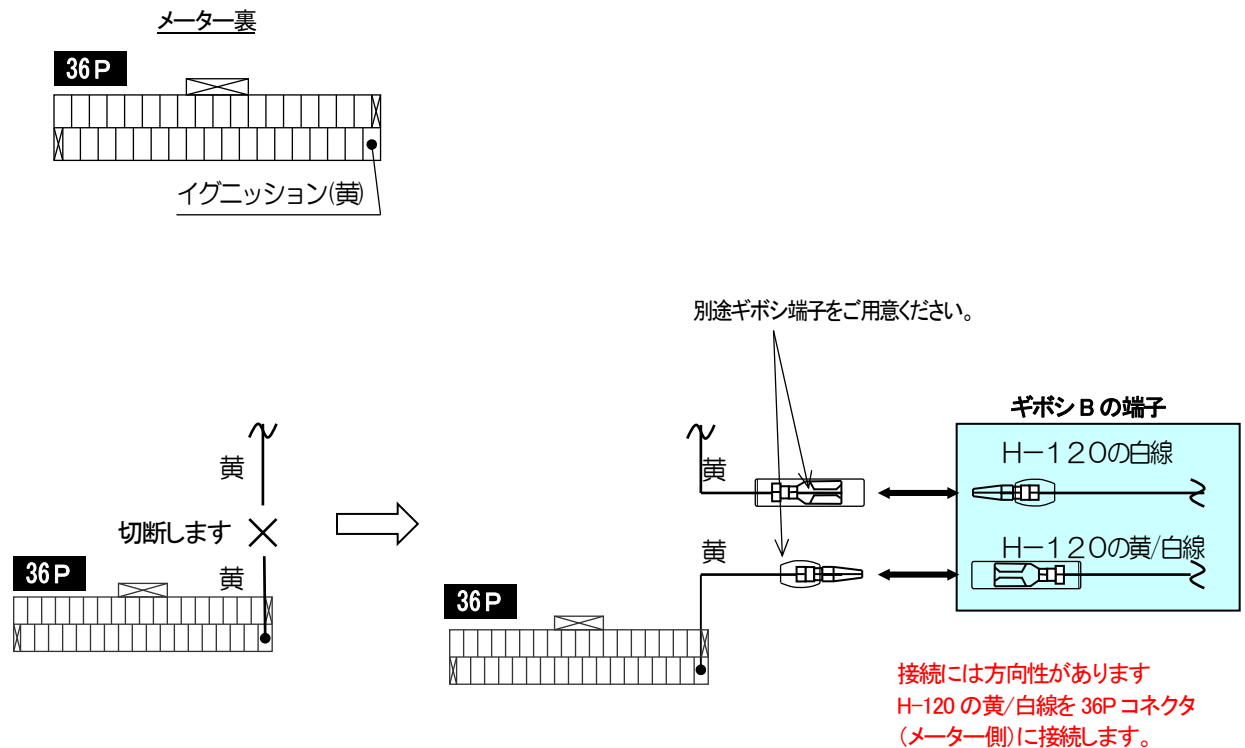 メーター裏
36P
イグニッション(黄)
別途ギボシ端子をご用意ください。
ギボシBの端子
黄
H-120の白線
黄
切断します
黄
H-120の黄/白線
36P
黄
36P
接続には方向性があります
H-120の黄/白線を36Pコネクタ
(メーター側)に接続します。